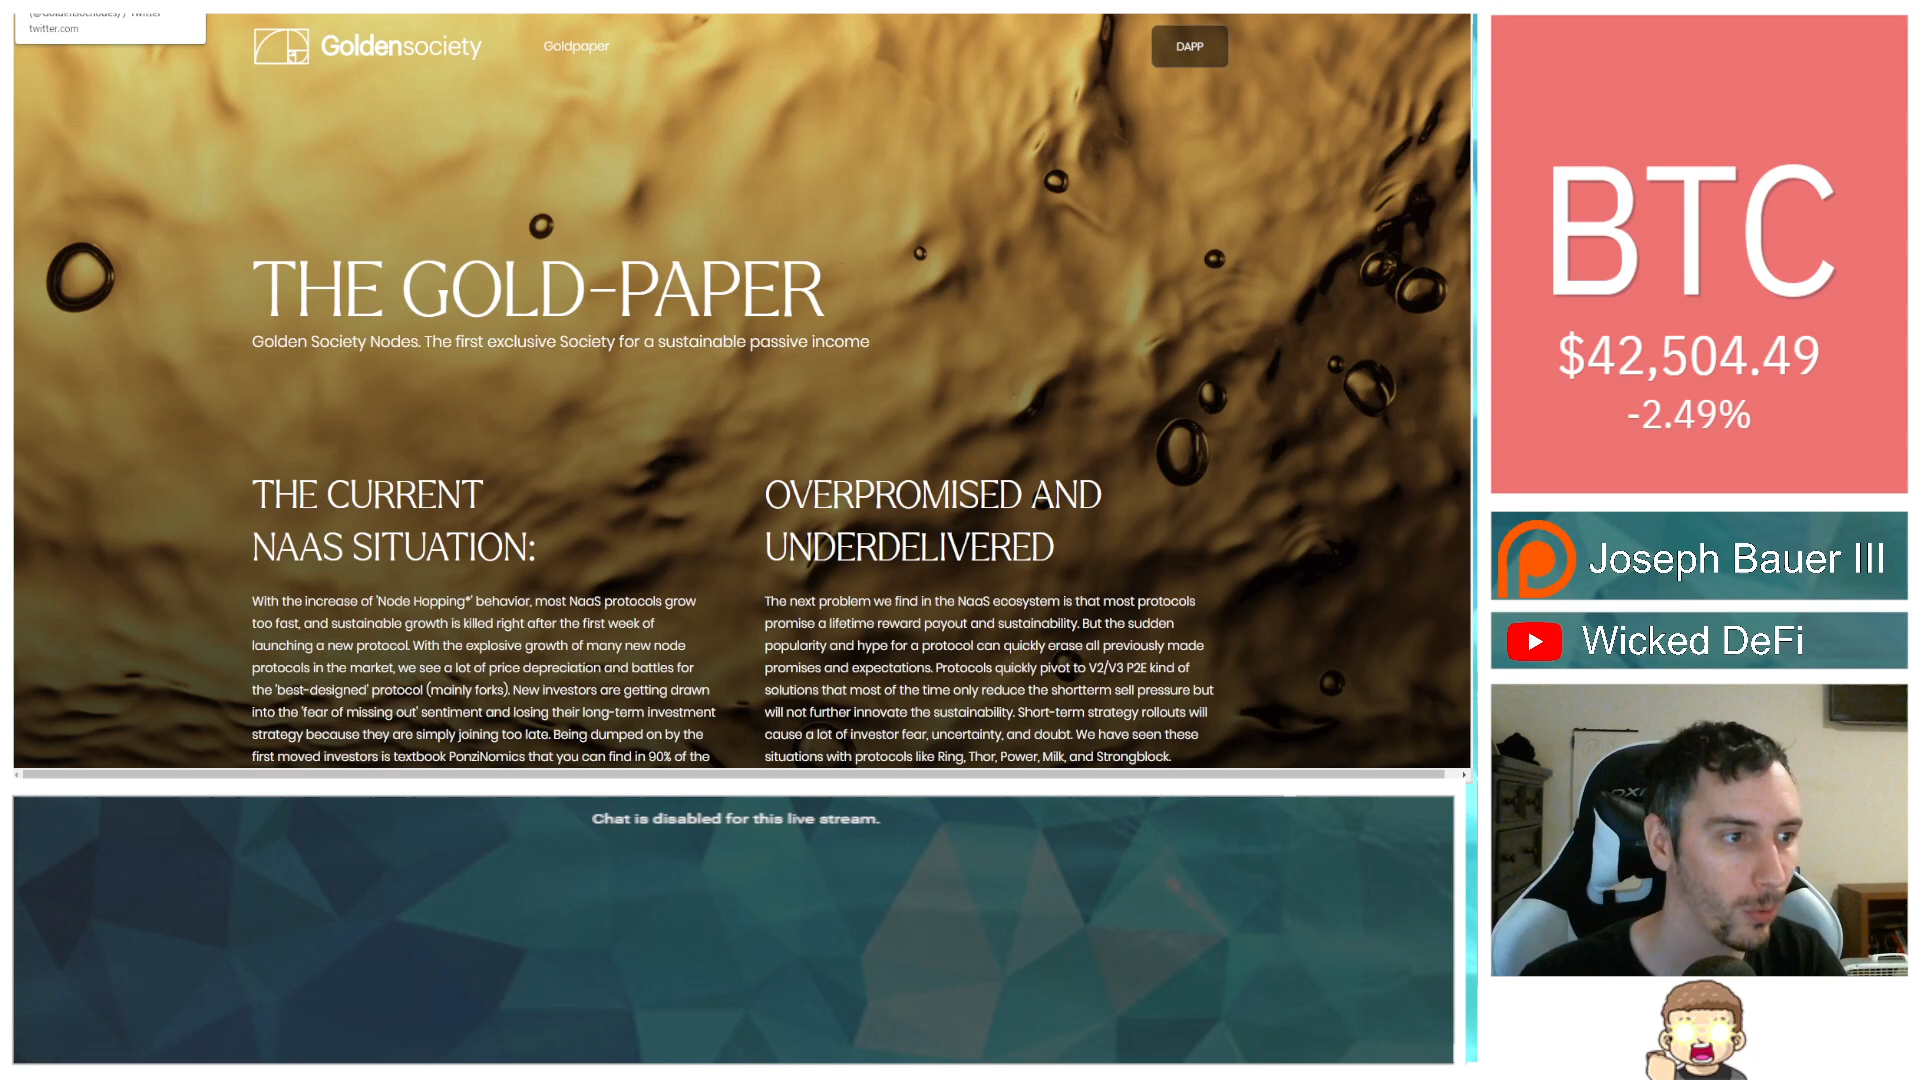 twitter.com
Goldensociety
Goldpaper
DAPP
THE GOLD-PAPER
Golden Society Nodes. The first exclusive Society for a sustainable passive income
THE CURRENT
NAAS SITUATION:
With the increase of 'Node Hopping*' behavior, most NaaS protocols grow
too fast, and sustainable growth is killed right after the first week of
launching a new protocol. With the explosive growth of many new node
protocols in the market, we see a lot of price depreciation and battles for
the 'best-designed' protocol (mainly forks). New investors are getting drawn
into the 'fear of missing out' sentiment and losing their long-term investment
strategy because they are simply joining too late. Being dumped on by the
first moved investors is textbook PonziNomics that you can find in 90% of the
OVERPROMISED AND
UNDERDELIVERED
The next problem we find in the NaaS ecosystem is that most protocols
promise a lifetime reward payout and sustainability. But the sudden
popularity and hype for a protocol can quickly erase all previously made
promises and expectations. Protocols quickly pivot to V2/V3 P2E kind of
solutions that most of the time only reduce the shortterm sell pressure but
will not further innovate the sustainability. Short-term strategy rollouts will
cause a lot of investor fear, uncertainty, and doubt. We have seen these
situations with protocols like Ring, Thor, Power, Milk, and Strongblock.
BTC
$42,504.49
-2.49%
Joseph Bauer III
Wicked DeFi
Chat is disabled for this live stream.